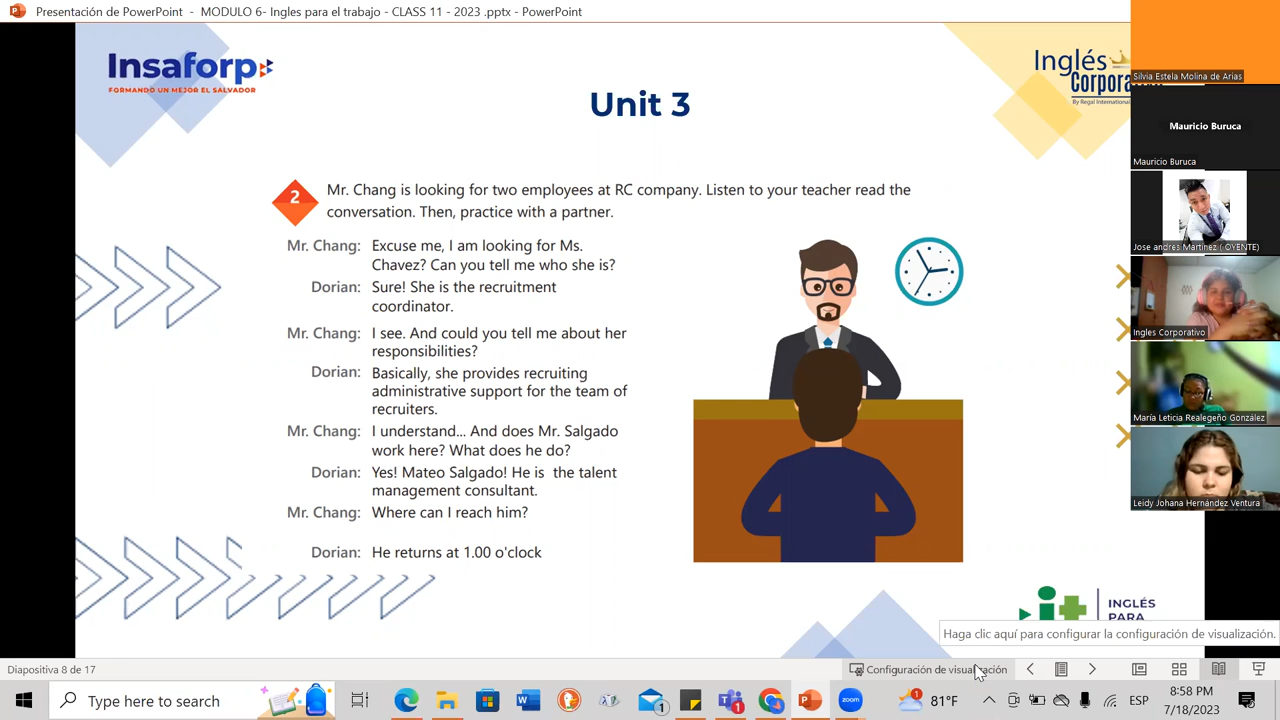 Presentación de PowerPoint - MODULO 6- Ingles para el trabajo - CLASS 11 - 2023 .pptx - PowerPoint
Insaforp
FORMANDO UN MEJOR EL SALVADOR
Inglés
Corpora
By Regal International
Unit 3
2
Mr. Chang is looking for two employees at RC company. Listen to your teacher read the
conversation. Then, practice with a partner.
Mr. Chang: Excuse me, I am looking for Ms.
Chavez? Can you tell me who she is?
Dorian: Sure! She is the recruitment
coordinator.
Mr. Chang: I see. And could you tell me about her
responsibilities?
Dorian: Basically, she provides recruiting
administrative support for the team of
recruiters.
Mr. Chang: I understand... And does Mr. Salgado
work here? What does he do?
Dorian: Yes! Mateo Salgado! He is the talent
management consultant.
Mr. Chang: Where can I reach him?
Dorian: He returns at 1.00 o'clock
Silvia Estela Molina de Arias
Mauricio Buruca
Mauricio Buruca
Jose andres Martinez ( OYENTE)
Ingles Corporativo
María Leticia Realegeño González
Leidy Johana Hernández Ventura
INGLÉS
PARA
Haga clic aquí para configurar la configuración de visualización.
Diapositiva 8 de 17
Configuración de visualización
Type here to search
81°F
ESP
8:58 PM
7/18/2023